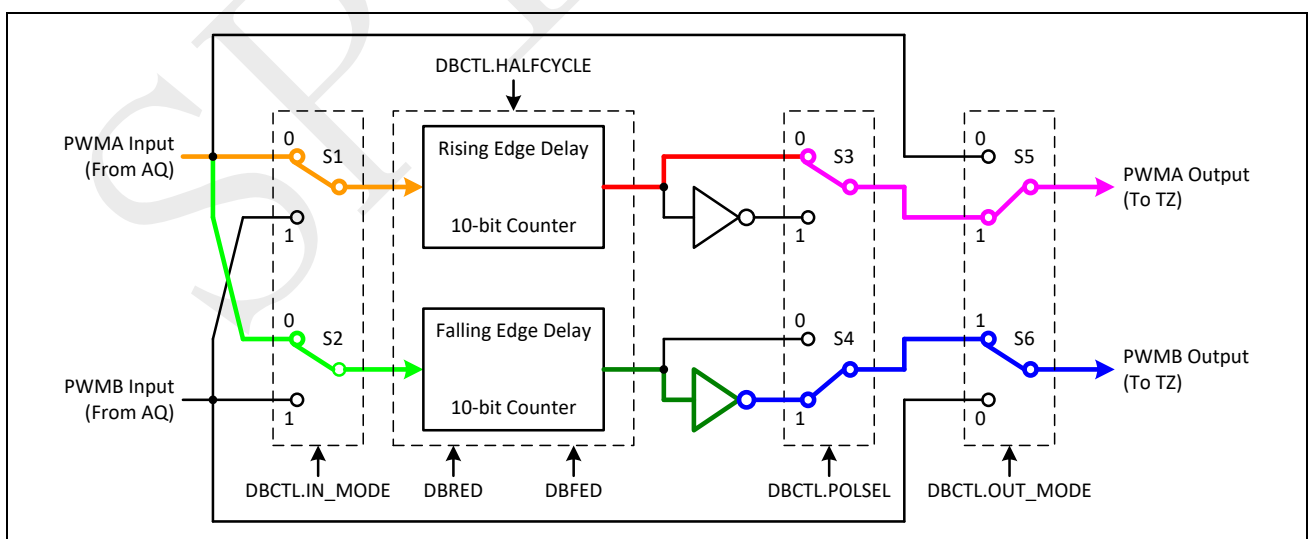 DBCTL.HALFCYCLE
PWMA Input
(From AQ)
0
S1
1
Rising Edge Delay
10-bit Counter
0
S3
1
0
S5
1
PWMA Output
(To TZ)
PWMB Input
(From AQ)
0
S2
1
Falling Edge Delay
10-bit Counter
0
S4
1
1
S6
0
PWMB Output
(To TZ)
DBCTL.IN_MODE
DBRED
DBFED
DBCTL.POLSEL
DBCTL.OUT_MODE